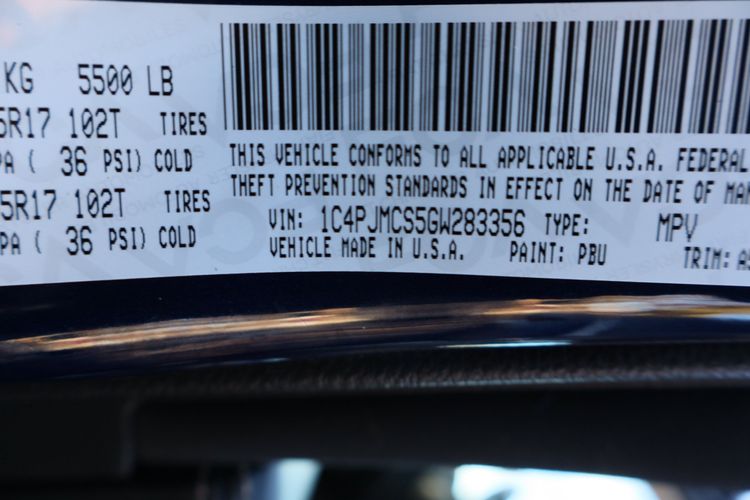 KG 5500 LB
5R17 102T TIRES
PA ( 36 PSI) COLD
5R17 102T TIRES
PA ( 36 PSI) COLD
THIS VEHICLE CONFORMS TO ALL APPLICABLE U.S.A. FEDERAL
THEFT PREVENTION STANDARDS IN EFFECT ON THE DATE OF MAN
VIN: 1C4PJMCS5GW283356 TYPE: MPV
VEHICLE MADE IN U.S.A. PAINT: PBU TRIM: AS